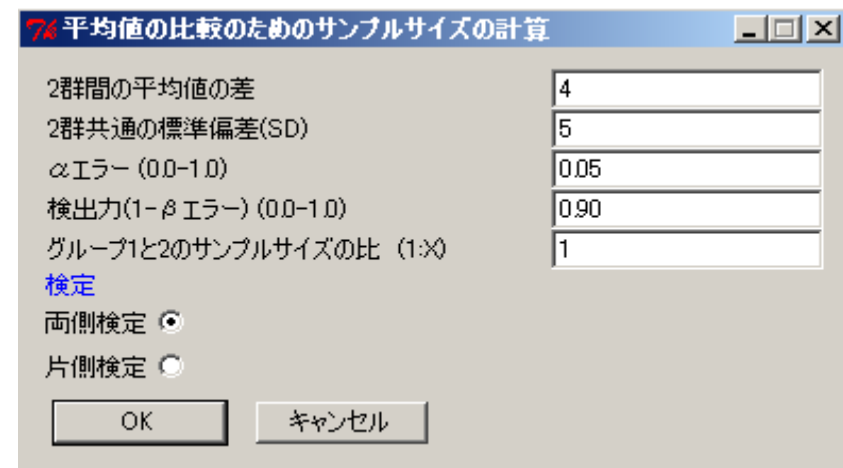 平均値の比較のためのサンプルサイズの計算
2群間の平均値の差 4
2群共通の標準偏差(SD) 5
αエラー (0.0-1.0) 0.05
検出力(1-βエラー) (0.0-1.0) 0.90
グループ1と2のサンプルサイズの比 (1:X) 1
検定
両側検定
片側検定
OK キャンセル